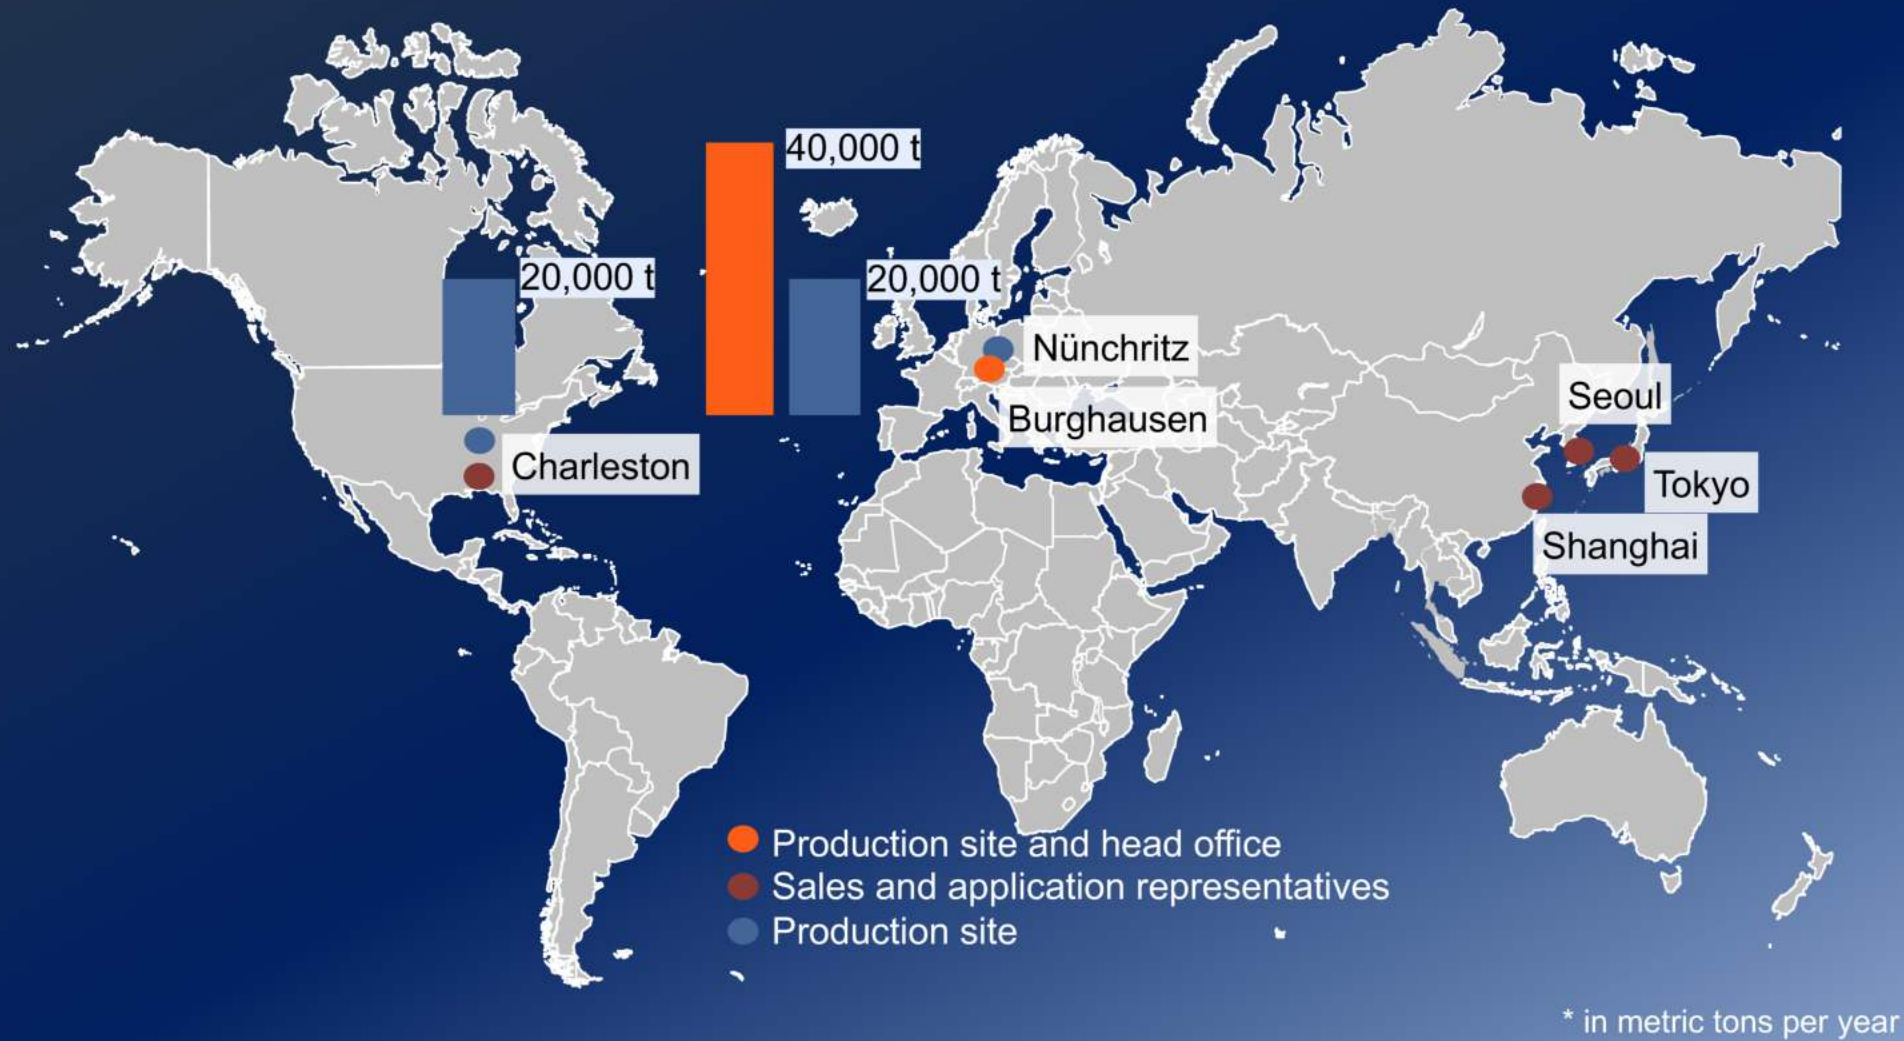 40,000 t
20,000 t
20,000 t
Nünchritz
Burghausen
Charleston
Seoul
Tokyo
Shanghai
Production site and head office
Sales and application representatives
Production site
* in metric tons per year